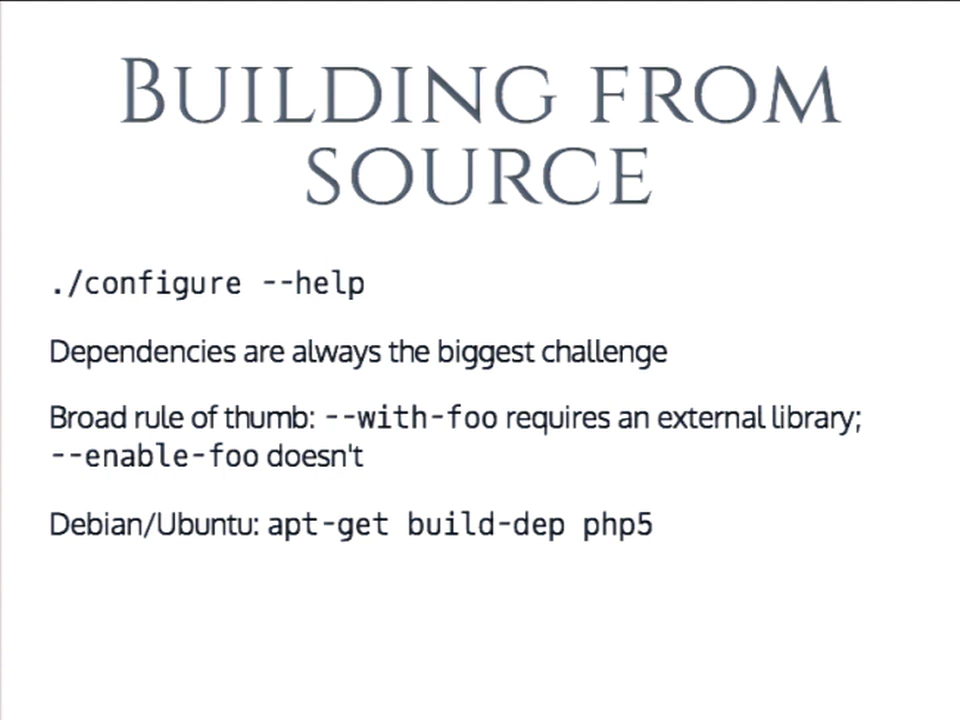 Building from
source
./configure --help
Dependencies are always the biggest challenge
Broad rule of thumb: --with-foo requires an external library;
--enable-foo doesn't
Debian/Ubuntu: apt-get build-dep php5